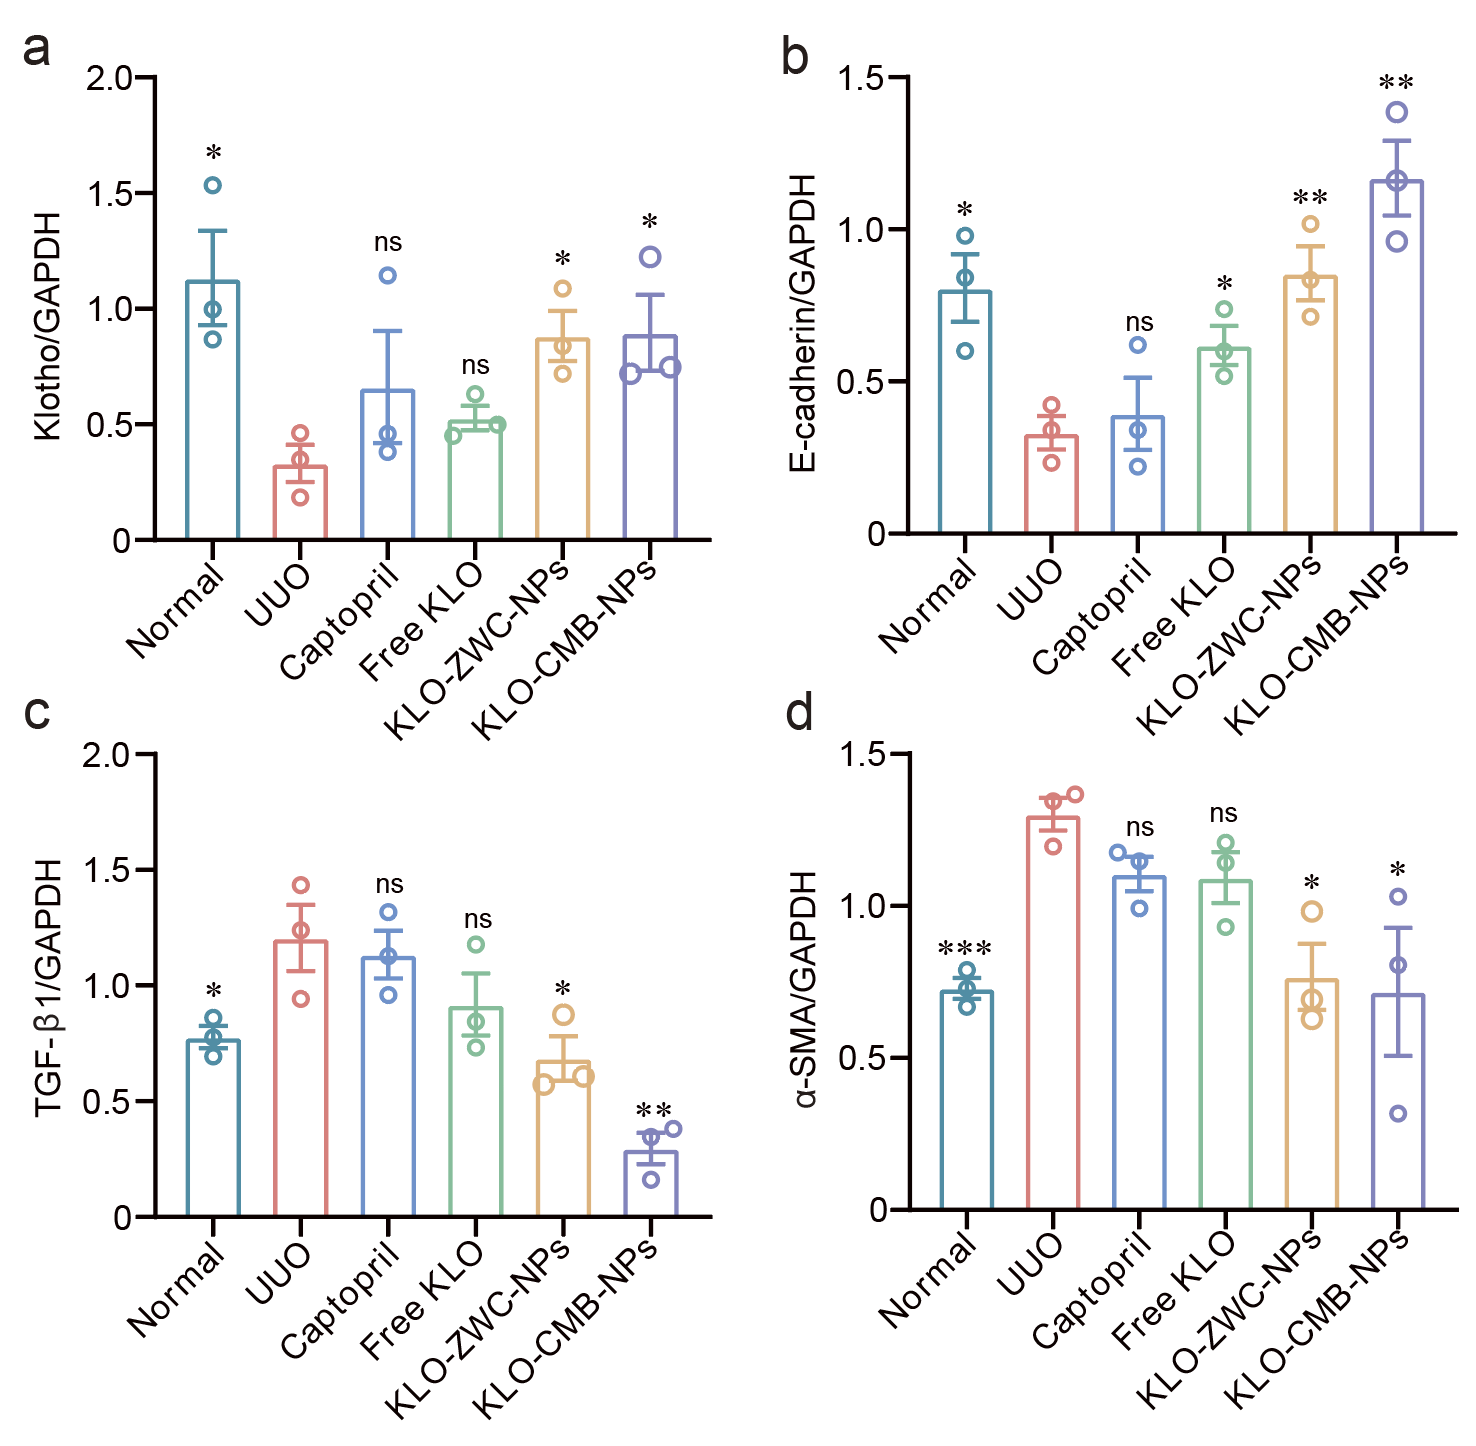 a
2.0
1.5
1.0
0.5
0
Klotho/GAPDH
*
ns
ns
*
*
Normal
UUO
Captopril
Free KLO
KLO-ZWC-NPs
KLO-CMB-NPs
b
1.5
1.0
0.5
0
E-cadherin/GAPDH
*
ns
*
**
**
Normal
UUO
Captopril
Free KLO
KLO-ZWC-NPs
KLO-CMB-NPs
c
2.0
1.5
1.0
0.5
0
TGF-β1/GAPDH
*
ns
ns
*
**
Normal
UUO
Captopril
Free KLO
KLO-ZWC-NPs
KLO-CMB-NPs
d
1.5
1.0
0.5
0
α-SMA/GAPDH
***
ns
ns
*
*
Normal
UUO
Captopril
Free KLO
KLO-ZWC-NPs
KLO-CMB-NPs